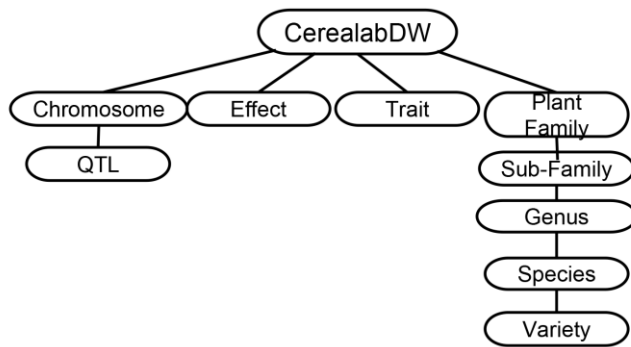 CerealabDW
Chromosome
Effect
Trait
Plant
Family
QTL
Sub-Family
Genus
Species
Variety